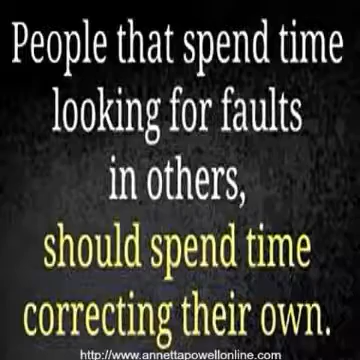 People that spend time
looking for faults
in others,
should spend time
correcting their own.
http://www.annettapowellonline.com